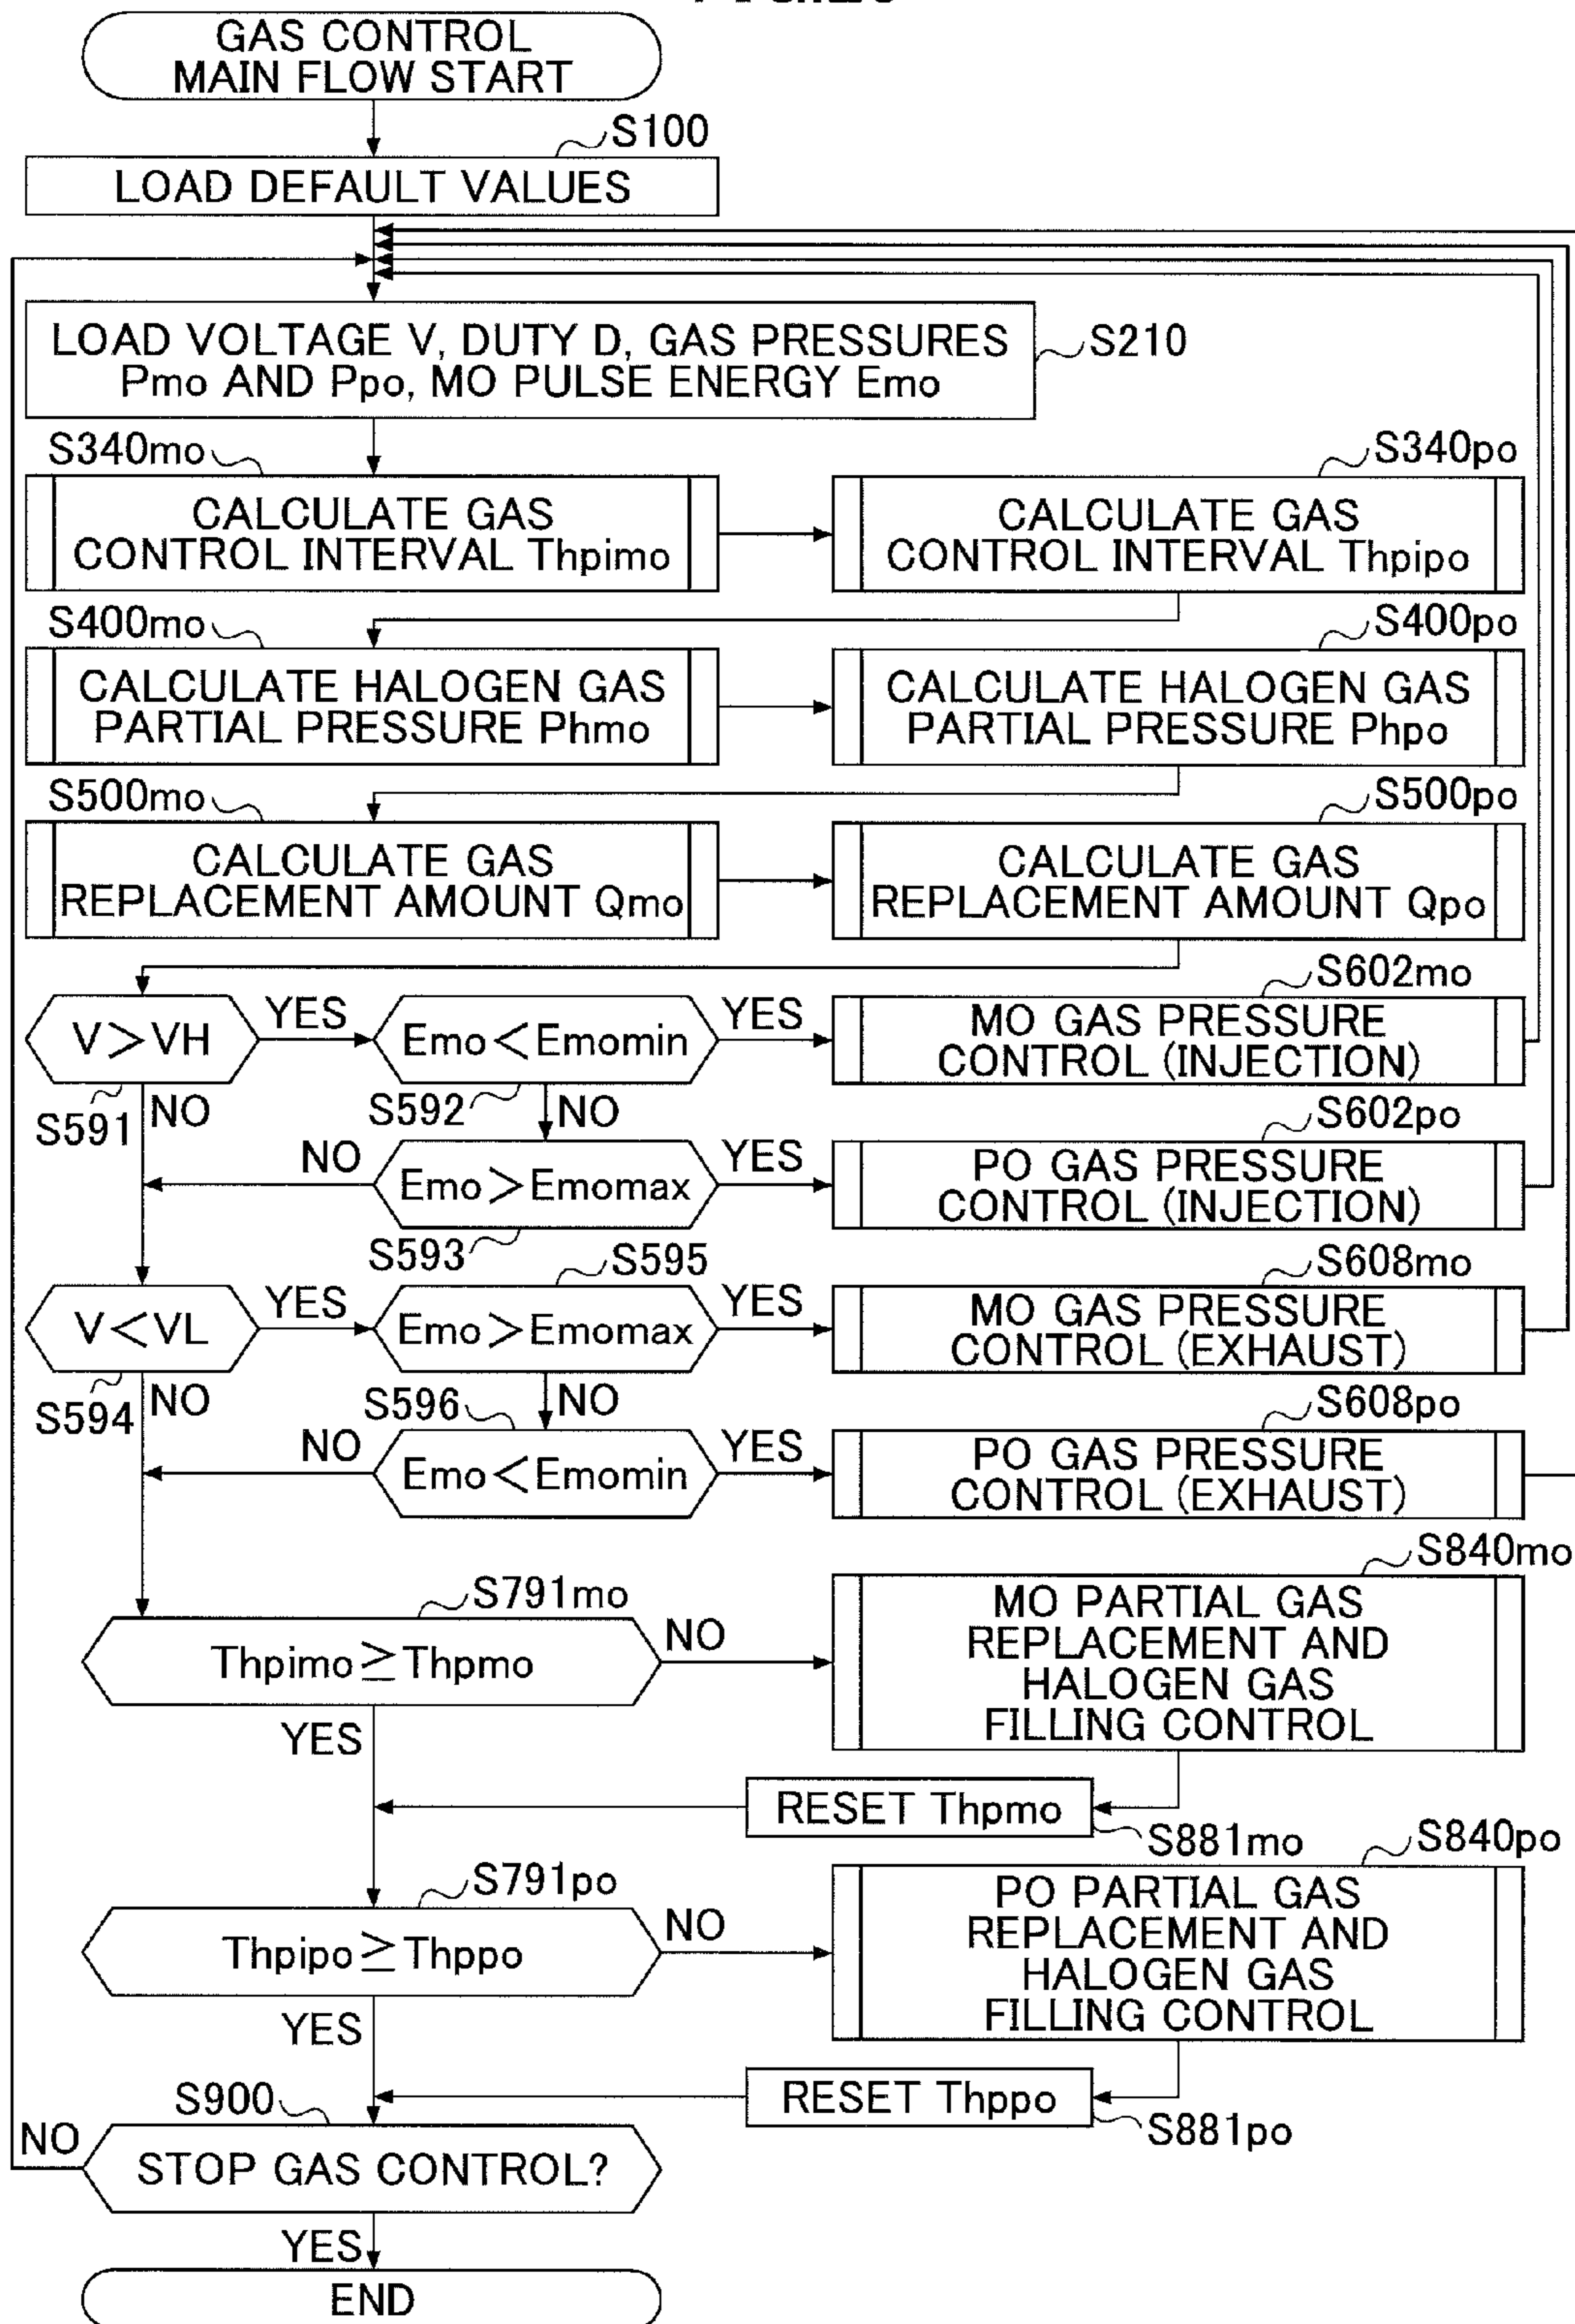 GAS CONTROL
MAIN FLOW START
S100
LOAD DEFAULT VALUES
LOAD VOLTAGE V, DUTY D, GAS PRESSURES
Pmo AND Ppo, MO PULSE ENERGY Emo
S210
S340mo
CALCULATE GAS
CONTROL INTERVAL Thpimo
S340po
CALCULATE GAS
CONTROL INTERVAL Thpipo
S400mo
CALCULATE HALOGEN GAS
PARTIAL PRESSURE Phmo
S400po
CALCULATE HALOGEN GAS
PARTIAL PRESSURE Phpo
S500mo
CALCULATE GAS
REPLACEMENT AMOUNT Qmo
S500po
CALCULATE GAS
REPLACEMENT AMOUNT Qpo
V>VH
YES
S591
NO
Emo<Emomin
YES
S592
NO
S602mo
MO GAS PRESSURE
CONTROL (INJECTION)
NO
Emo>Emomax
YES
S593
S602po
PO GAS PRESSURE
CONTROL (INJECTION)
V<VL
YES
S594
NO
S595
Emo>Emomax
YES
NO
S608mo
MO GAS PRESSURE
CONTROL (EXHAUST)
S596
NO
Emo<Emomin
YES
S608po
PO GAS PRESSURE
CONTROL (EXHAUST)
S791mo
Thpimo≧Thpmo
NO
YES
S840mo
MO PARTIAL GAS
REPLACEMENT AND
HALOGEN GAS
FILLING CONTROL
RESET Thpmo
S881mo
S791po
Thpipo≧Thppo
NO
YES
S840po
PO PARTIAL GAS
REPLACEMENT AND
HALOGEN GAS
FILLING CONTROL
RESET Thppo
S881po
S900
NO
STOP GAS CONTROL?
YES
END